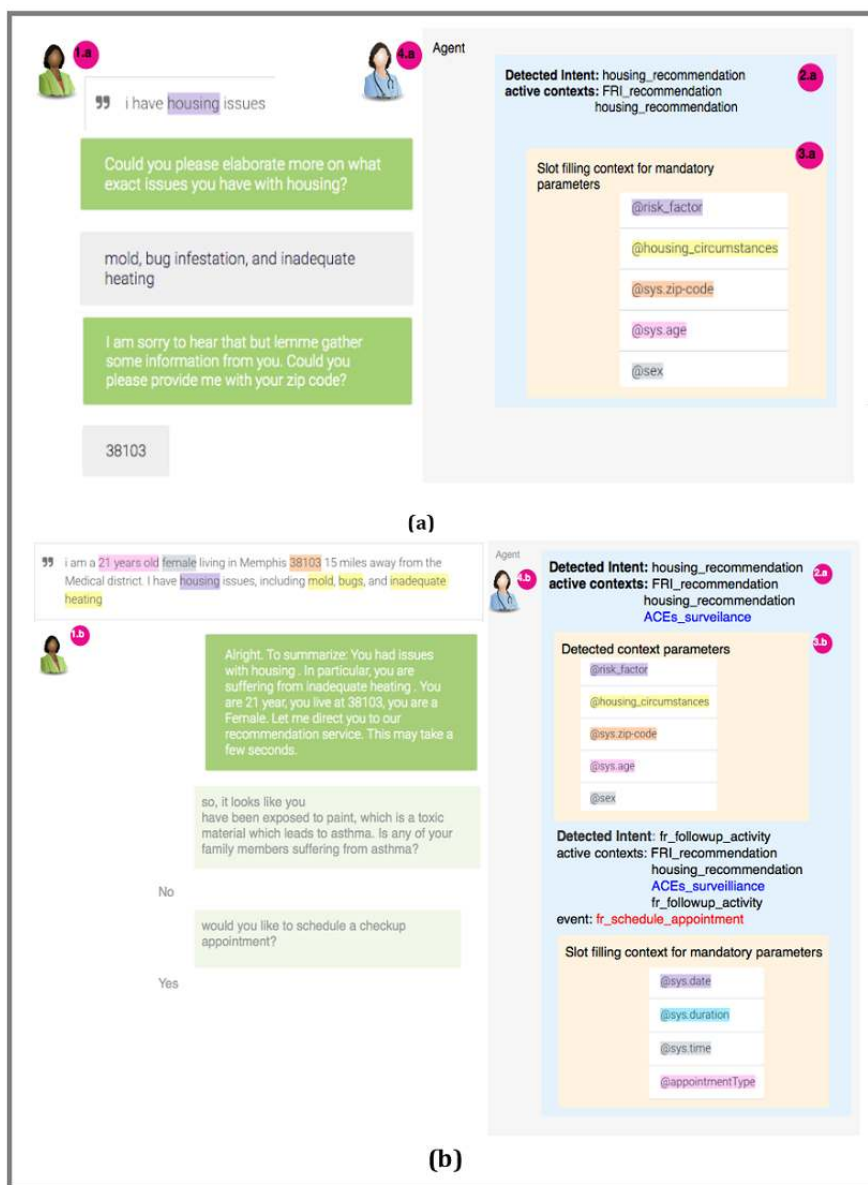 1.a
i have housing issues
Could you please elaborate more on what
exact issues you have with housing?
mold, bug infestation, and inadequate
heating
I am sorry to hear that but lemme gather
some information from you. Could you
please provide me with your zip code?
38103
4.a
Agent
Detected Intent: housing_recommendation
2.a
active contexts: FRI_recommendation
housing_recommendation
3.a
Slot filling context for mandatory
parameters
@risk_factor
@housing_circumstances
@sys.zip-code
@sys.age
@sex
(a)
i am a 21 years old female living in Memphis 38103 15 miles away from the
Medical district. I have housing issues, including mold, bugs, and inadequate
heating
1.b
Alright. To summarize: You had issues
with housing . In particular, you are
suffering from inadequate heating . You
are 21 year, you live at 38103, you are a
Female. Let me direct you to our
recommendation service. This may take a
few seconds.
so, it looks like you
have been exposed to paint, which is a toxic
material which leads to asthma. Is any of your
family members suffering from asthma?
No
would you like to schedule a checkup
appointment?
Yes
Agent
4.b
Detected Intent: housing_recommendation
2.a
active contexts: FRI_recommendation
housing_recommendation
ACEs_surveilance
3.b
Detected context parameters
@risk_factor
@housing_circumstances
@sys.zip-code
@sys.age
@sex
Detected Intent: fr_followup_activity
active contexts: FRI_recommendation
housing_recommendation
ACEs_surveilliance
fr_followup_activity
event: fr_schedule_appointment
Slot filling context for mandatory parameters
@sys.date
@sys.duration
@sys.time
@appointmentType
(b)